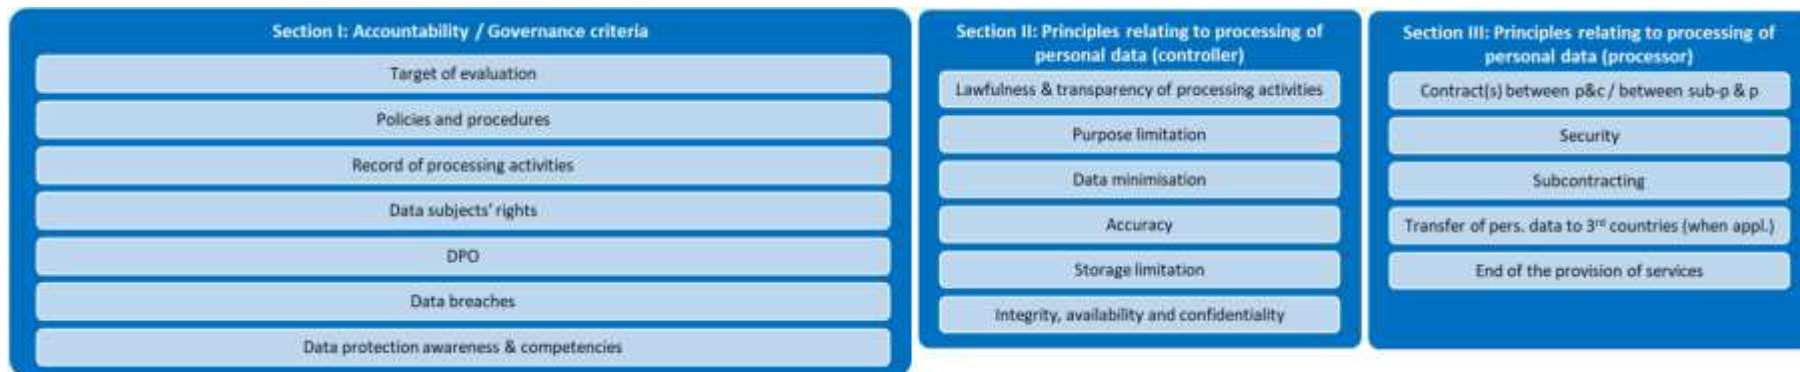 Section I: Accountability / Governance criteria
Target of evaluation
Policies and procedures
Record of processing activities
Data subjects' rights
DPO
Data breaches
Data protection awareness & competencies
Section II: Principles relating to processing of
personal data (controller)
Lawfulness & transparency of processing activities
Purpose limitation
Data minimisation
Accuracy
Storage limitation
Integrity, availability and confidentiality
Section III: Principles relating to processing of
personal data (processor)
Contract(s) between p&c / between sub-p & p
Security
Subcontracting
Transfer of pers. data to 3rd countries (when appl.)
End of the provision of services